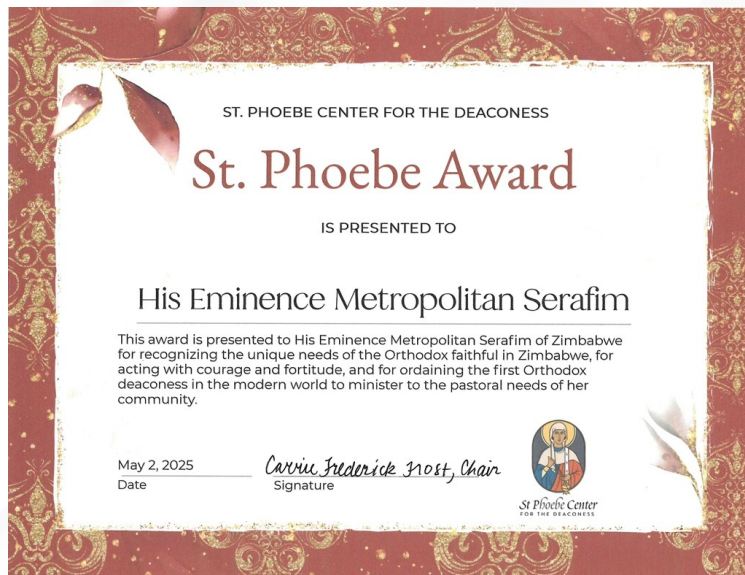 ST. PHOEBE CENTER FOR THE DEACONESS
St. Phoebe Award
IS PRESENTED TO
His Eminence Metropolitan Serafim
This award is presented to His Eminence Metropolitan Serafim of Zimbabwe
for recognizing the unique needs of the Orthodox faithful in Zimbabwe, for
acting with courage and fortitude, and for ordaining the first Orthodox
deaconess in the modern world to minister to the pastoral needs of her
community.
May 2, 2025
Carrie Frederick Frost, Chair
Date
Signature
St Phoebe Center
FOR THE DEACONESS